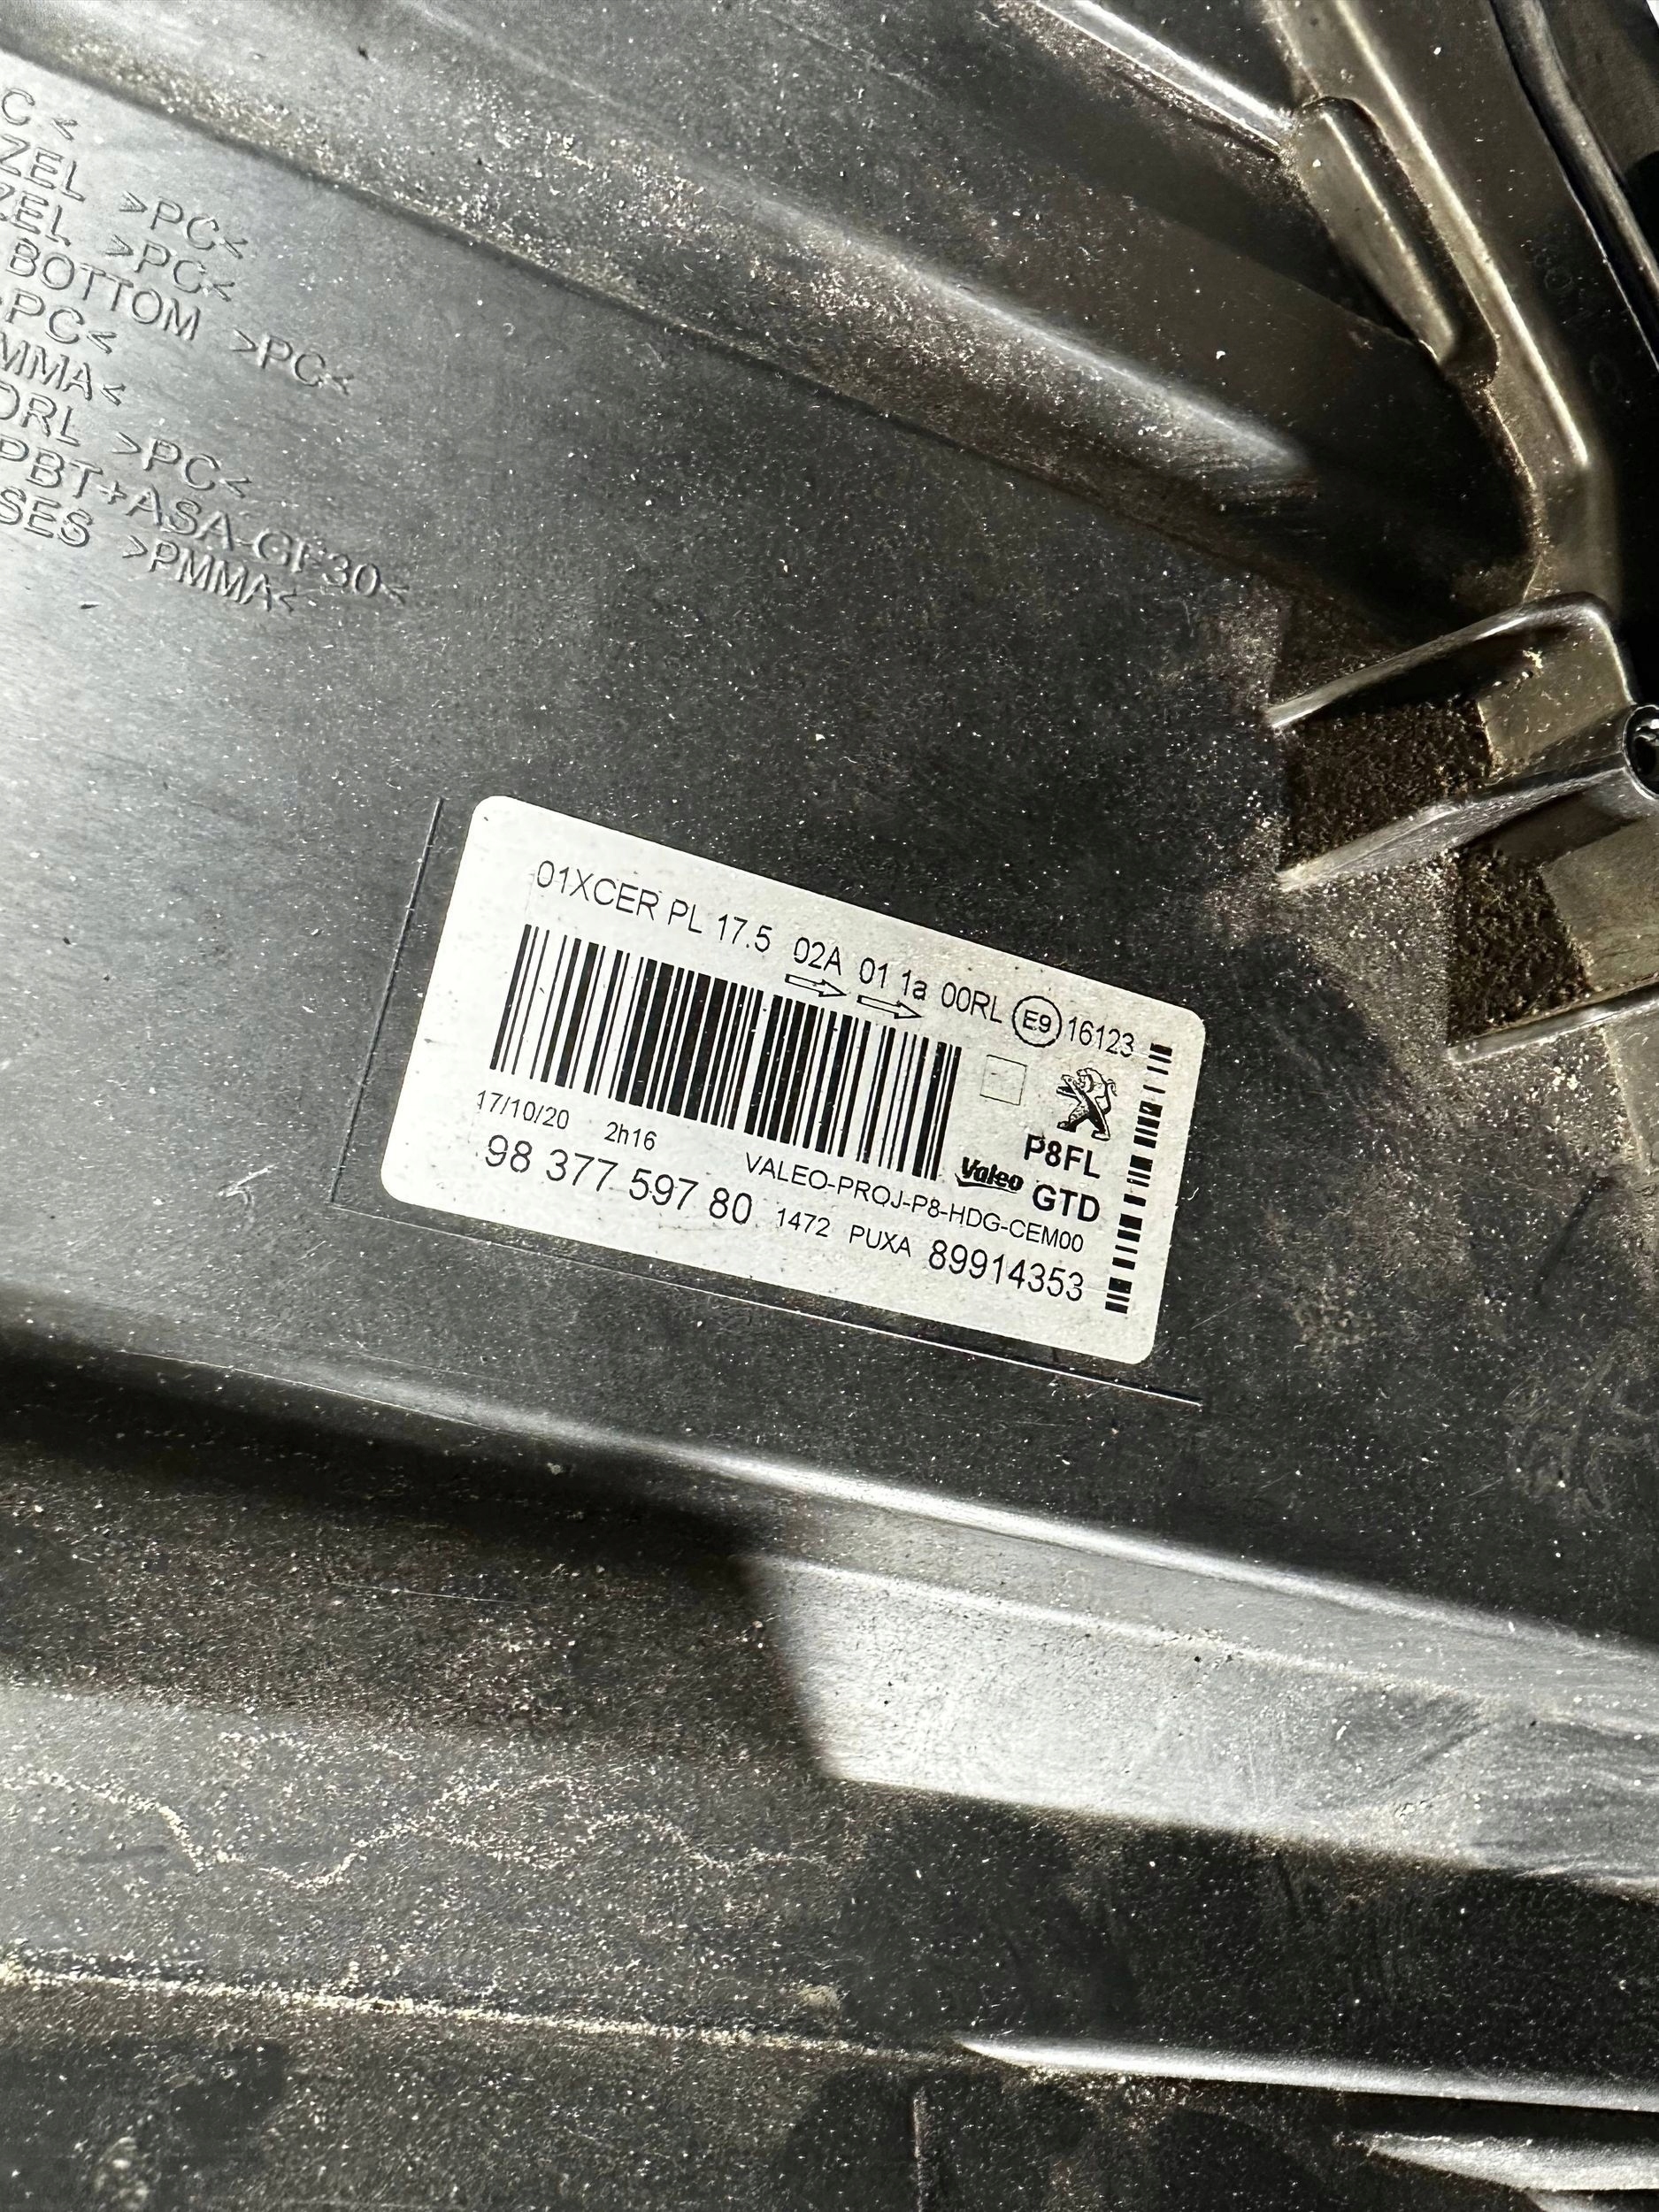 C<
ZEL >PC<
ZEL >PC<
BOTTOM >PC<
>PC<
MMA<
DRL >PC<
PBT+ASA-GF30<
SES >PMMA<
01XCER PL 17.5 02A 01 1a 00RL E9 16123
17/10/20 2h16
P8FL
VALEO-PROJ-P8-HDG-CEM00
Valeo GTD
98 377 597 80 1472 PUXA 89914353